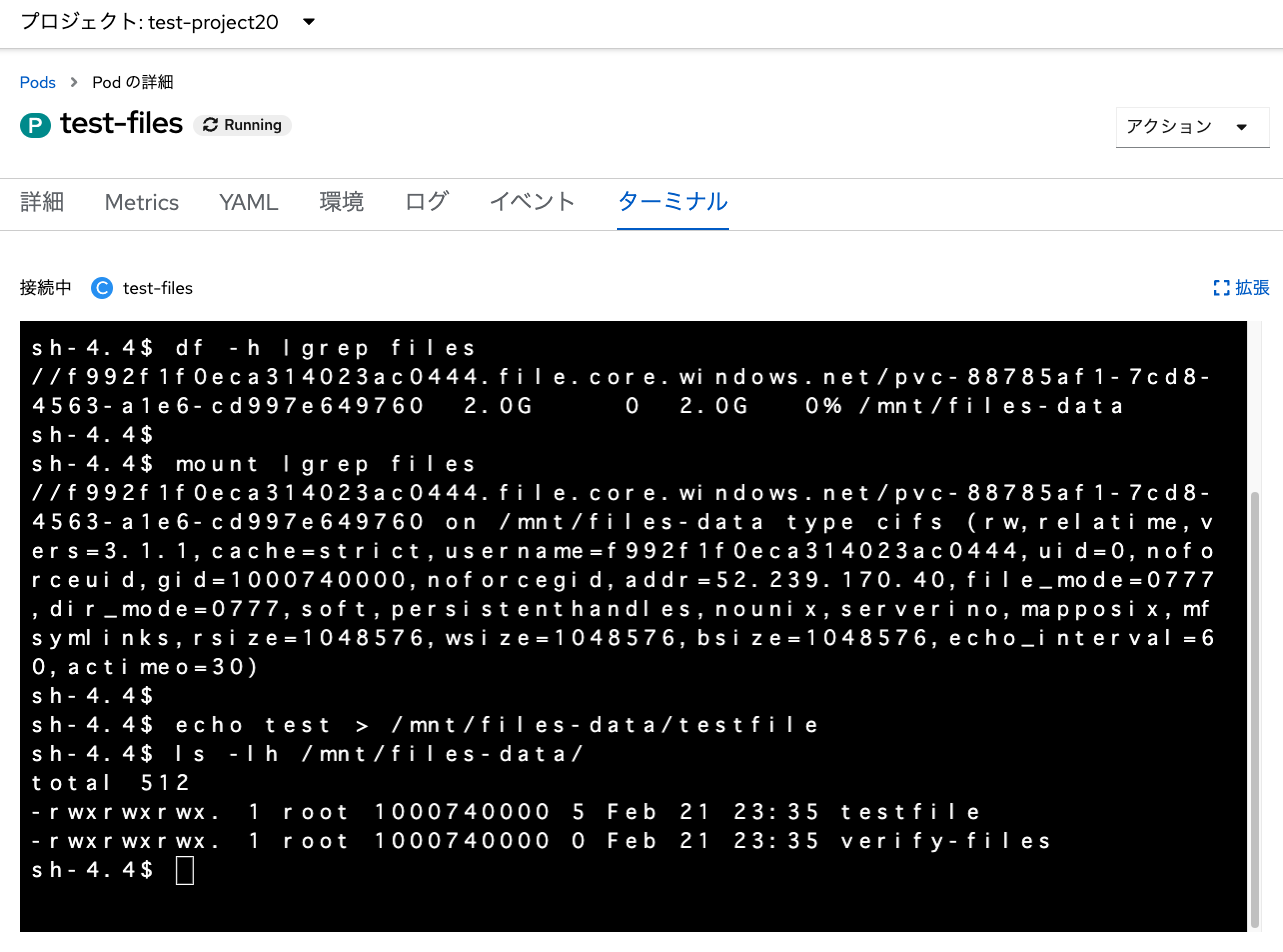 プロジェクト: test-project20
Pods > Pod の詳細
P test-files Running
アクション
詳細 Metrics YAML 環境 ログ イベント ターミナル
接続中 C test-files 拡張
sh-4.4$ df -h |grep files
//f992f1f0eca314023ac0444.file.core.windows.net/pvc-88785af1-7cd8-
4563-a1e6-cd997e649760 2.0G 0 2.0G 0% /mnt/files-data
sh-4.4$
sh-4.4$ mount |grep files
//f992f1f0eca314023ac0444.file.core.windows.net/pvc-88785af1-7cd8-
4563-a1e6-cd997e649760 on /mnt/files-data type cifs (rw,relatime,v
ers=3.1.1,cache=strict,username=f992f1f0eca314023ac0444,uid=0,nofo
rceuid,gid=1000740000,noforcegid,addr=52.239.170.40,file_mode=0777
,dir_mode=0777,soft,persistenthandles,nounix,serverino,mapposix,mf
symlinks,rsize=1048576,wsize=1048576,bsize=1048576,echo_interval=6
0,actimeo=30)
sh-4.4$
sh-4.4$ echo test > /mnt/files-data/testfile
sh-4.4$ ls -lh /mnt/files-data/
total 512
-rwxrwxrwx. 1 root 1000740000 5 Feb 21 23:35 testfile
-rwxrwxrwx. 1 root 1000740000 0 Feb 21 23:35 verify-files
sh-4.4$